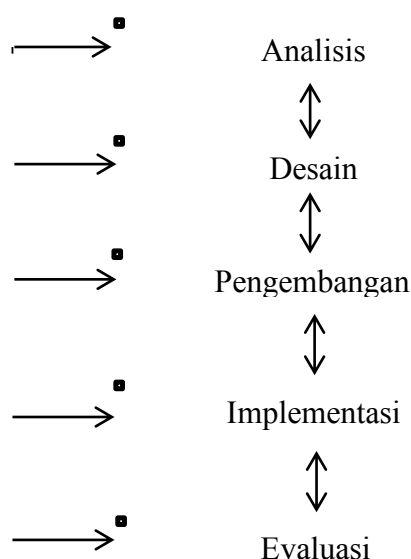 Analisis
Desain
Pengembangan
Implementasi
Evaluasi